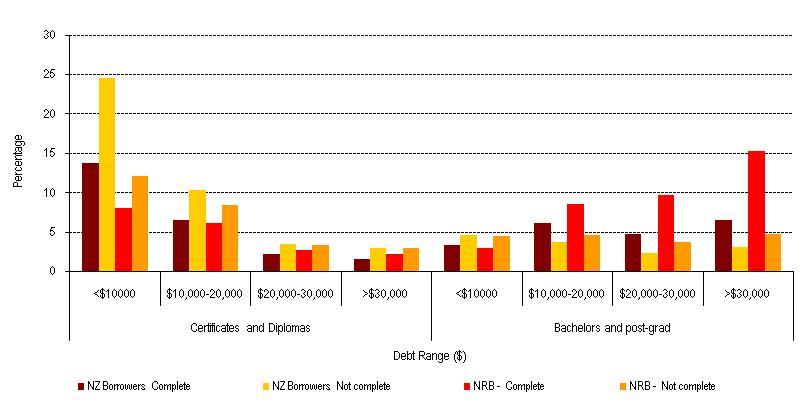 30
25
20
15
10
5
0
Percentage
<$10000 $10,000-20,000 $20,000-30,000 >$30,000 <$10000 $10,000-20,000 $20,000-30,000 >$30,000
Certificates and Diplomas Bachelors and post-grad
Debt Range ($)
NZ Borrowers Complete NZ Borrowers Not complete NRB - Complete NRB - Not complete